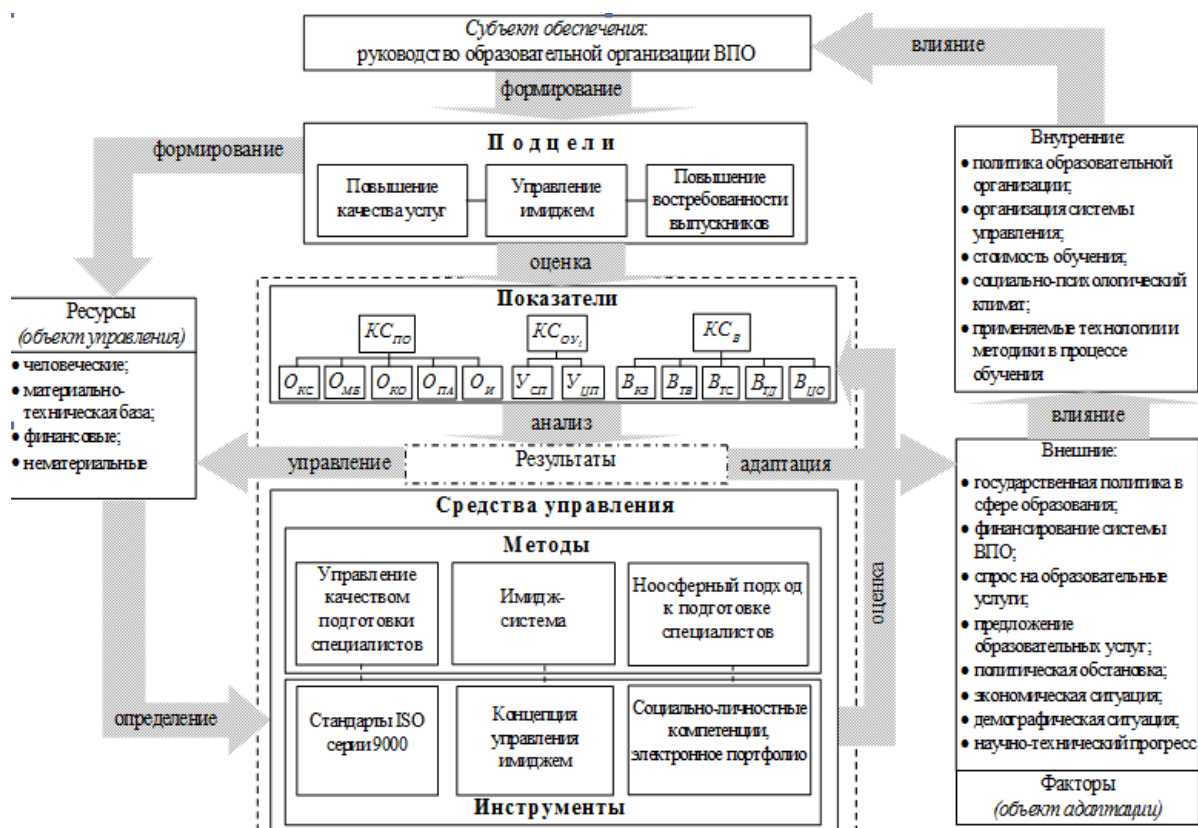 Субъект обеспечения:
руководство образовательной организации ВПО
влияние
формирование
формирование
Подцели
Повышение
качества услуг
Управление
имиджем
Повышение
востребованности
выпускников
Внутренние:
• политика образовательной
организации;
• организация системы
управления;
• стоимость обучения;
• социально-психологический
климат;
• применяемые технологии и
методики в процессе
обучения
оценка
Ресурсы
(объект управления)
• человеческие;
• материально-
техническая база;
• финансовые;
• нематериальные
Показатели
КС_ПО
КС_ОУ_i
КС_В
О_КС О_МБ О_КО О_ПА О_И У_СП У_ЦП В_КЗ В_ТВ В_ТС В_ТД В_ЦО
анализ
влияние
управление
Результаты
адаптация
Внешние:
• государственная политика в
сфере образования;
• финансирование системы
ВПО;
• спрос на образовательные
услуги;
• предложение
образовательных услуг;
• политическая обстановка;
• экономическая ситуация;
• демографическая ситуация;
• научно-технический прогресс
Факторы
(объект адаптации)
Средства управления
Методы
Управление
качеством
подготовки
специалистов
Имидж-
система
Ноосферный подход
к подготовке
специалистов
оценка
определение
Стандарты ISO
серии 9000
Концепция
управления
имиджем
Социально-личностные
компетенции,
электронное портфолио
Инструменты